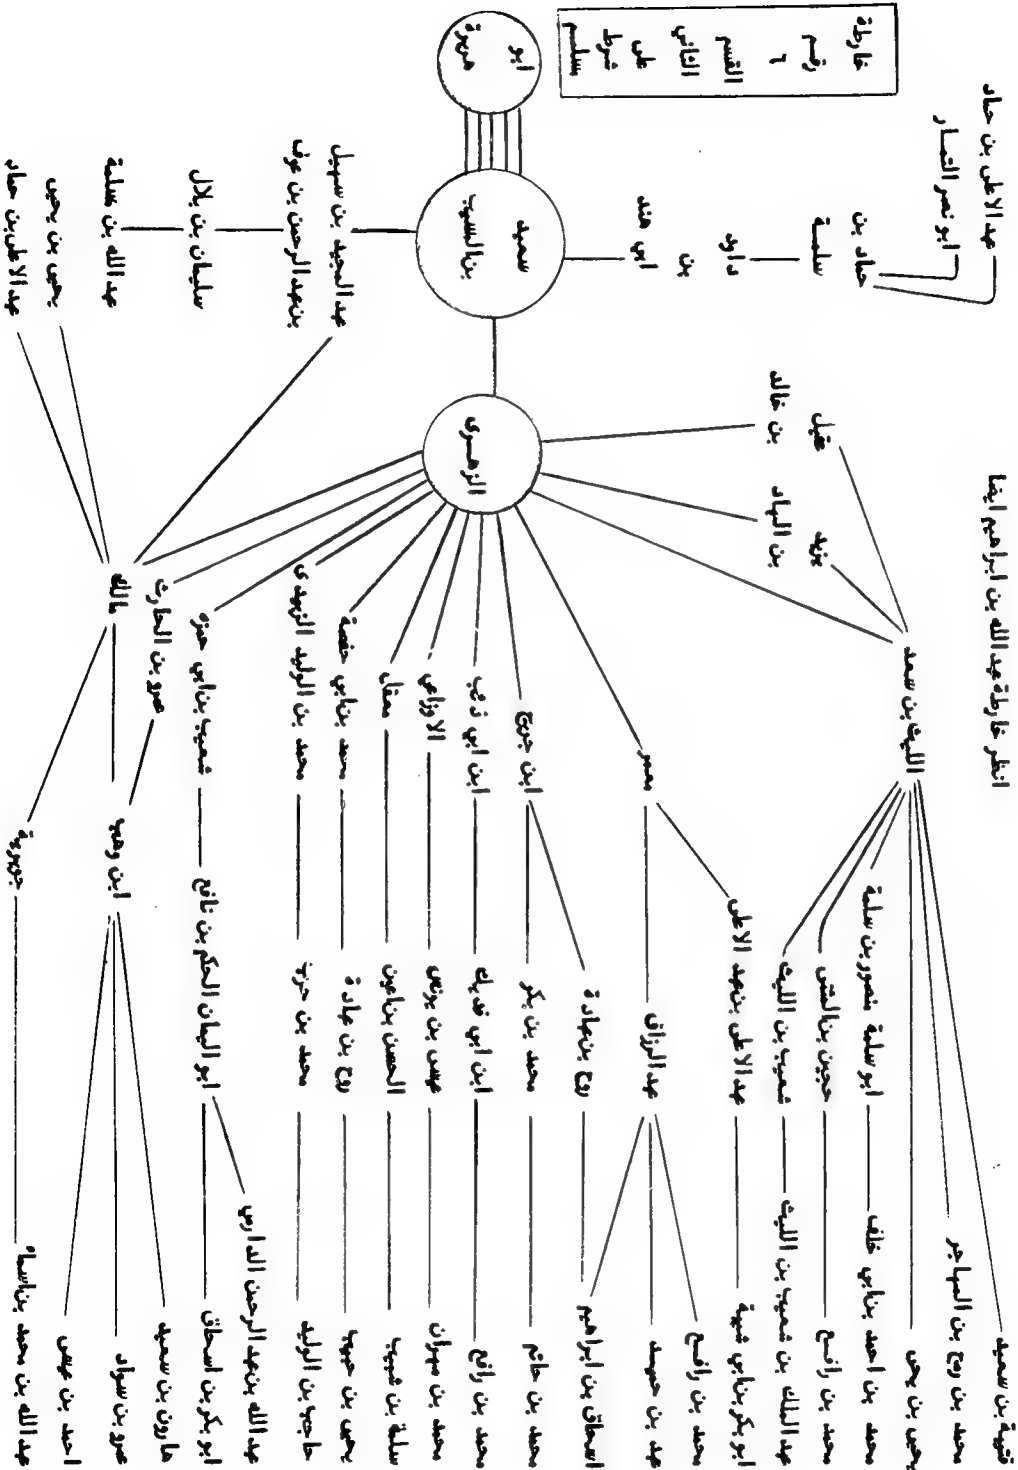 خارطة
رقم
٦
القسم
الثاني
على
شرط
مسلم
ابو
هريرة
سعيد
بن المسيب
الزهرى
عبد الاعلى بن حماد
ابو نصر التمار
حماد بن
سلمة
داود
بن
ابي هند
عبد المجيد بن سهيل
بن عبد الرحمن بن عوف
سليمان بن بلال
عبد الله بن مسلمة
يحيى بن يحيى
عبد الاعلى بن حماد
انظر خارطة عبد الله بن ابراهيم ايضا
عقيل
بن خالد
يزيد
بن الهاد
الليث بن سعد
معمر
ابن جريج
ابن ابي ذئب
الاوزاعي
معقل
محمد بن ابي حفصة
محمد بن الوليد الزبيدى
شعيب بن ابي حمزه
عمرو بن الحارث
مالك
ابو سلمة منصور بن سلمة
حجين بن المثنى
شعيب بن الليث
عبد الاعلى بن عبد الاعلى
عبد الرزاق
روح بن عبادة
محمد بن بكر
ابن ابي فديك
عيسى بن يونس
الحسن بن اعين
روح بن عبادة
محمد بن حرب
ابو اليمان الحكم بن نافع
ابن وهب
جويرية
قتيبة بن سعيد
محمد بن رمح بن المهاجر
يحيى بن يحيى
محمد بن احمد بن ابي خلف
محمد بن رافع
عبد الملك بن شعيب بن الليث
ابو بكر بن ابي شيبة
محمد بن رافع
عبد بن حميد
اسحاق بن ابراهيم
محمد بن حاتم
محمد بن رافع
محمد بن مهران
سلمة بن شبيب
يحيى بن حبيب
حاجب بن الوليد
عبد الله بن عبد الرحمن الدارمي
ابو بكر بن اسحاق
هارون بن سعيد
عمرو بن سواد
احمد بن عيسى
عبد الله بن محمد بن اسماء